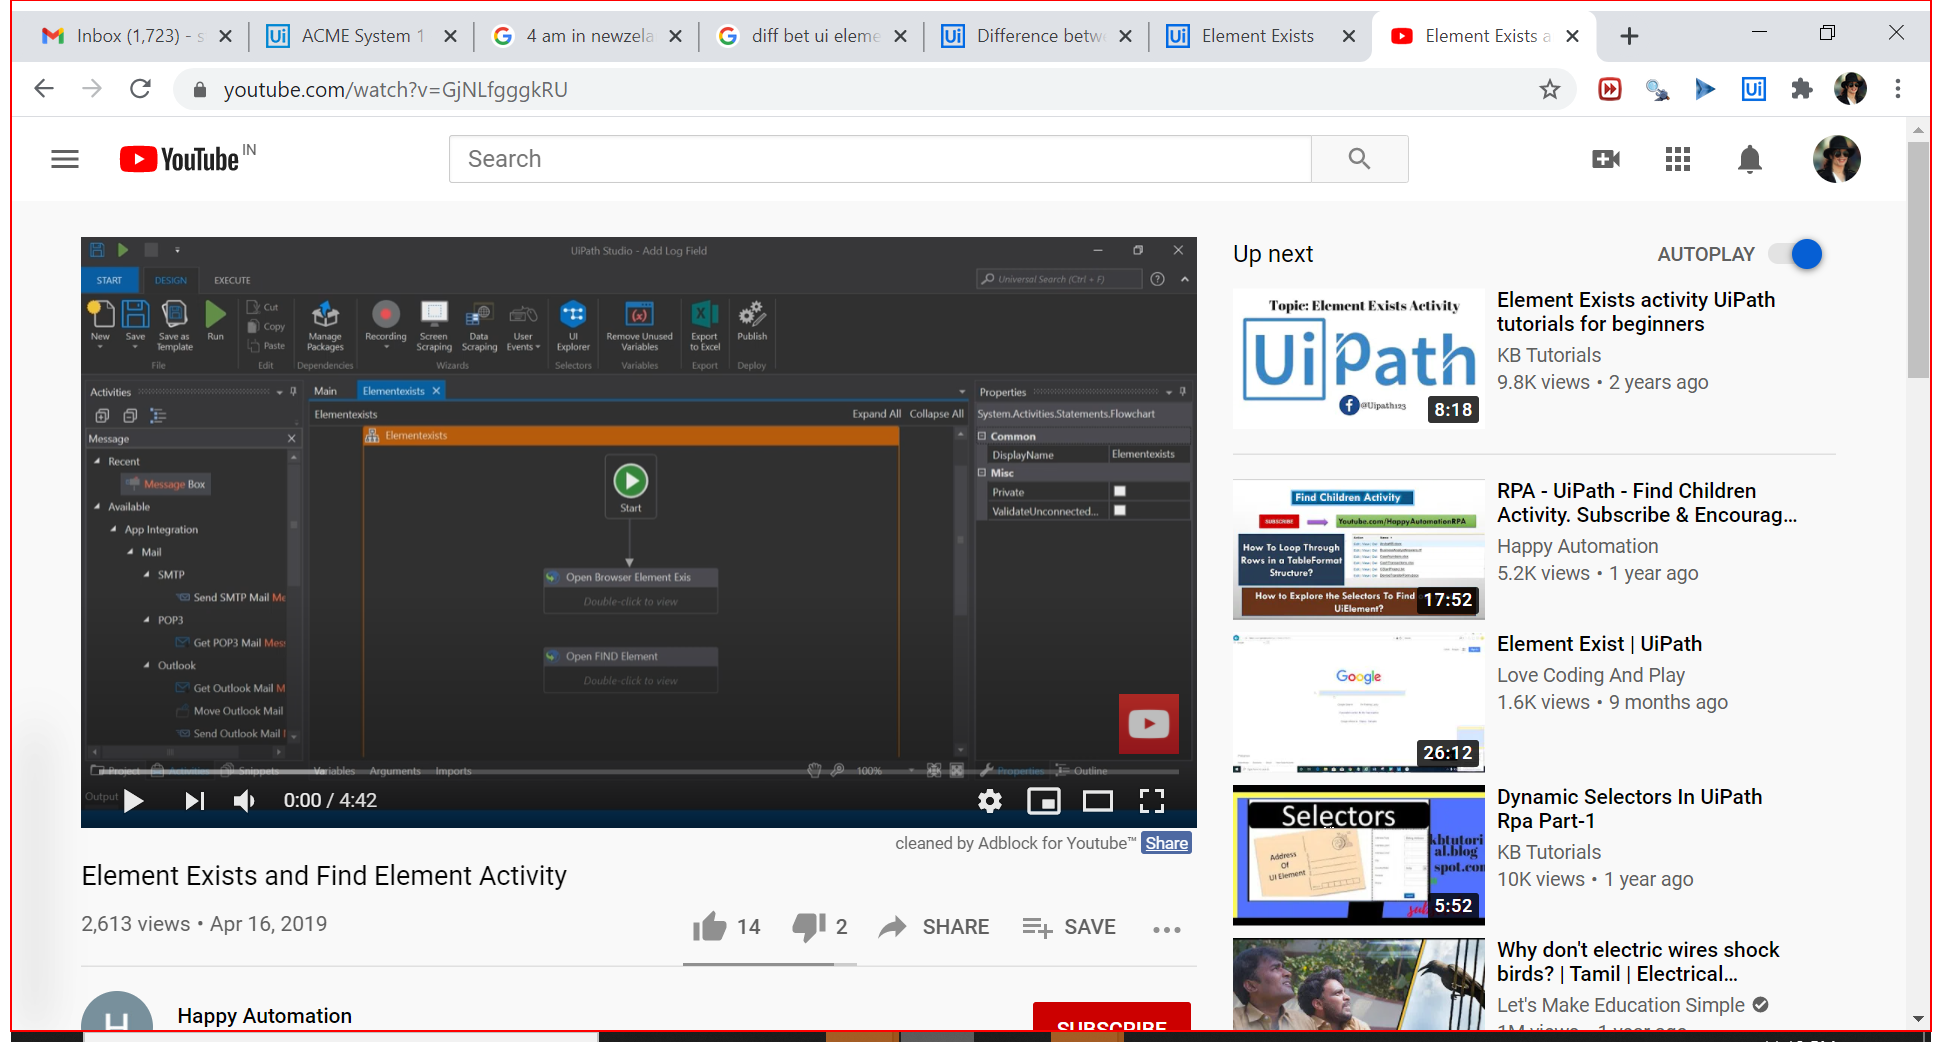 Inbox (1,723) - s
ACME System 1
4 am in newzela
diff bet ui eleme
Difference betw
Element Exists
Element Exists a
youtube.com/watch?v=GjNLfgggkRU
YouTube IN
Search
UiPath Studio - Add Log Field
START DESIGN EXECUTE
Universal Search (Ctrl + F)
New
Save
Save as Template
Run
Cut
Copy
Paste
Manage Packages
Recording
Screen Scraping
Data Scraping
User Events
UI Explorer
Remove Unused Variables
Export to Excel
Publish
File Edit Dependencies Wizards Selectors Variables Export Deploy
Activities
Main Elementexists
Properties
Elementexists Expand All Collapse All
System.Activities.Statements.Flowchart
Message
Elementexists
Common
DisplayName Elementexists
Misc
Private
ValidateUnconnected...
Recent
Message Box
Available
App Integration
Mail
SMTP
Send SMTP Mail Me
POP3
Get POP3 Mail Mess
Outlook
Get Outlook Mail M
Move Outlook Mail
Send Outlook Mail
Start
Open Browser Element Exis
Double-click to view
Open FIND Element
Double-click to view
Project Activities Snippets
Variables Arguments Imports
100%
Properties Outline
Output
0:00 / 4:42
cleaned by Adblock for Youtube™ Share
Element Exists and Find Element Activity
2,613 views • Apr 16, 2019
14 2 SHARE SAVE
Happy Automation
H
SUBSCRIBE
Up next
AUTOPLAY
Topic: Element Exists Activity
UiPath
@Uipath123
8:18
Element Exists activity UiPath
tutorials for beginners
KB Tutorials
9.8K views • 2 years ago
Find Children Activity
SUBSCRIBE
Youtube.com/HappyAutomationRPA
How To Loop Through
Rows in a TableFormat
Structure?
How to Explore the Selectors To Find
UiElement?
17:52
RPA - UiPath - Find Children
Activity. Subscribe & Encourag...
Happy Automation
5.2K views • 1 year ago
Google
26:12
Element Exist | UiPath
Love Coding And Play
1.6K views • 9 months ago
Selectors
Address
Of
UI Element
kbtutori
al.blog
spot.com
5:52
Dynamic Selectors In UiPath
Rpa Part-1
KB Tutorials
10K views • 1 year ago
Why don't electric wires shock
birds? | Tamil | Electrical...
Let's Make Education Simple
1M views • 1 year ago